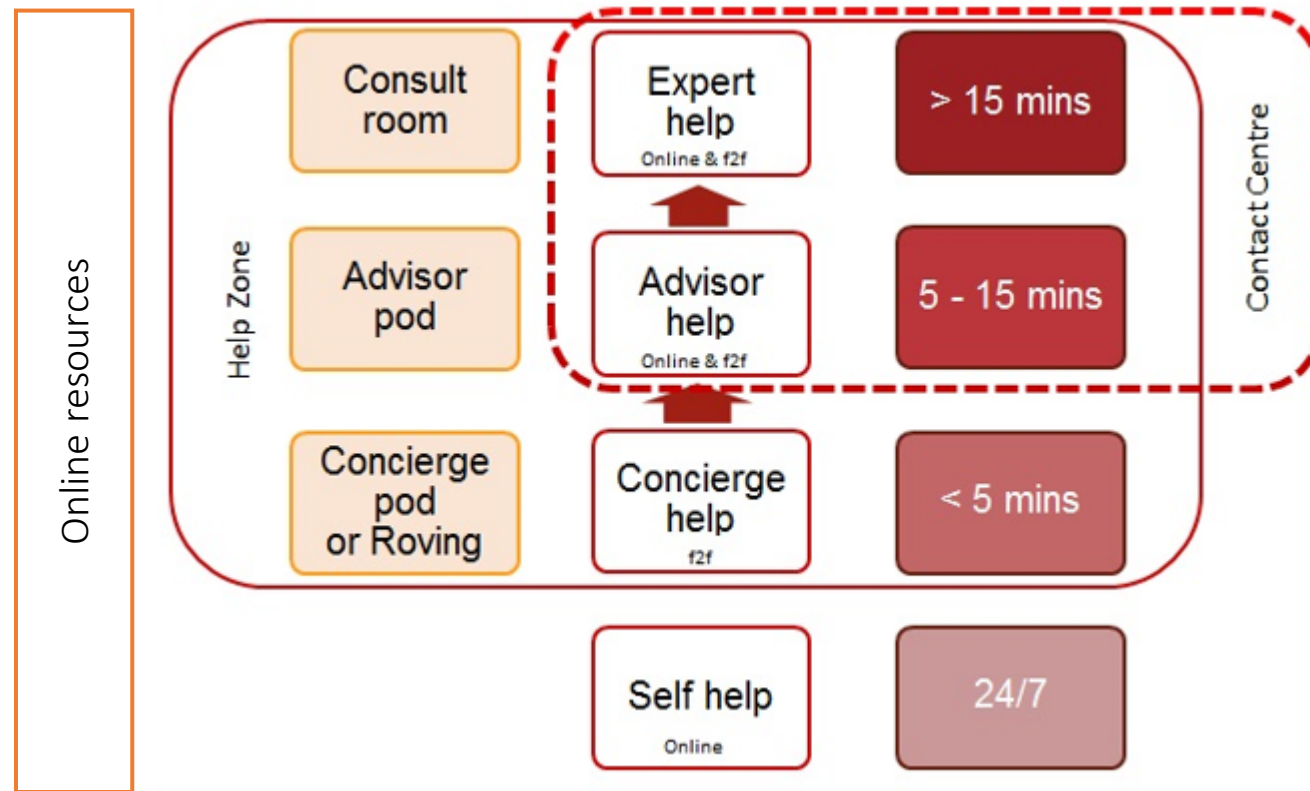 Online resources
Help Zone
Consult
room
Expert
help
Online & f2f
> 15 mins
Advisor
pod
Advisor
help
Online & f2f
5 - 15 mins
Concierge
pod
or Roving
Concierge
help
f2f
< 5 mins
Self help
Online
24/7
Contact Centre